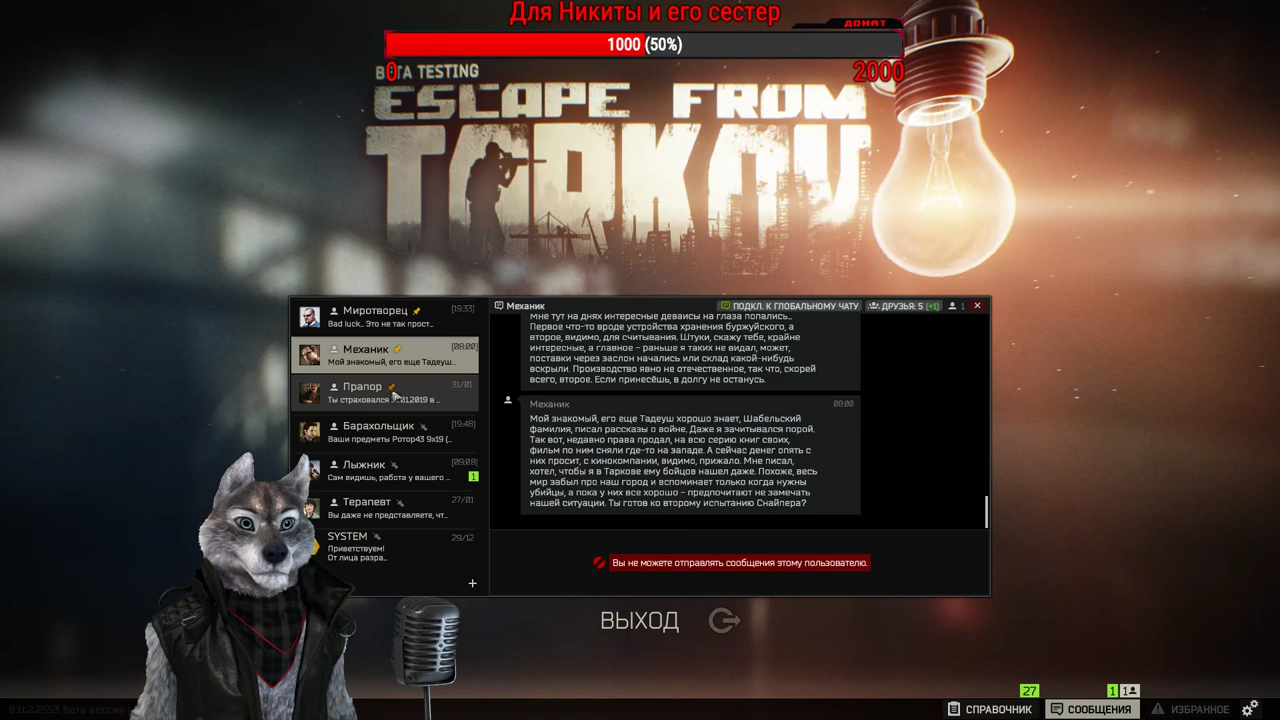 Для Никиты и его сестер
ДОНАТ
1000 (50%)
0
2000
BETA TESTING
ESCAPE FROM
TARKOV
Миротворец
[19:33]
Bad luck.. Это не так прост..
Механик
[08:00]
Мой знакомый, его еще Тадеуш..
Прапор
31/01
Ты страховался
.01.2019 в ..
Барахольщик
[19:48]
Ваши предметы Ротор43 9x19 (..
Лыжник
[09:08]
Сам видишь, работа у вашего ..
1
Терапевт
27/01
Вы даже не представляете, чт..
SYSTEM
29/12
Приветствуем!
От лица разра..
+
Механик
ПОДКЛ. К ГЛОБАЛЬНОМУ ЧАТУ
ДРУЗЬЯ: 5 (+1)
1
Мне тут на днях интересные девайсы на глаза попались..
Первое что-то вроде устройства хранения буржуйского, а
второе, видимо, для считывания. Штуки, скажу тебе, крайне
интересные, а главное - раньше я таких не видал, может,
поставки через заслон начались или склад какой-нибудь
вскрыли. Производство явно не отечественное, так что, скорей
всего, второе. Если принесёшь, в долгу не останусь.
Механик
08:00
Мой знакомый, его еще Тадеуш хорошо знает, Шабельский
фамилия, писал рассказы о войне. Даже я зачитывался порой.
Так вот, недавно права продал, на всю серию книг своих,
фильм по ним сняли где-то на западе. А сейчас денег опять с
них просит, с кинокомпании, видимо, прижало. Мне писал,
хотел, чтобы я в Таркове ему бойцов нашел даже. Похоже, весь
мир забыл про наш город и вспоминает только когда нужны
убийцы, а пока у них все хорошо - предпочитают не замечать
нашей ситуации. Ты готов ко второму испытанию Снайпера?
Вы не можете отправлять сообщения этому пользователю.
ВЫХОД
27
1
1
0.11.2.2553 Бета версия
СПРАВОЧНИК
СООБЩЕНИЯ
ИЗБРАННОЕ